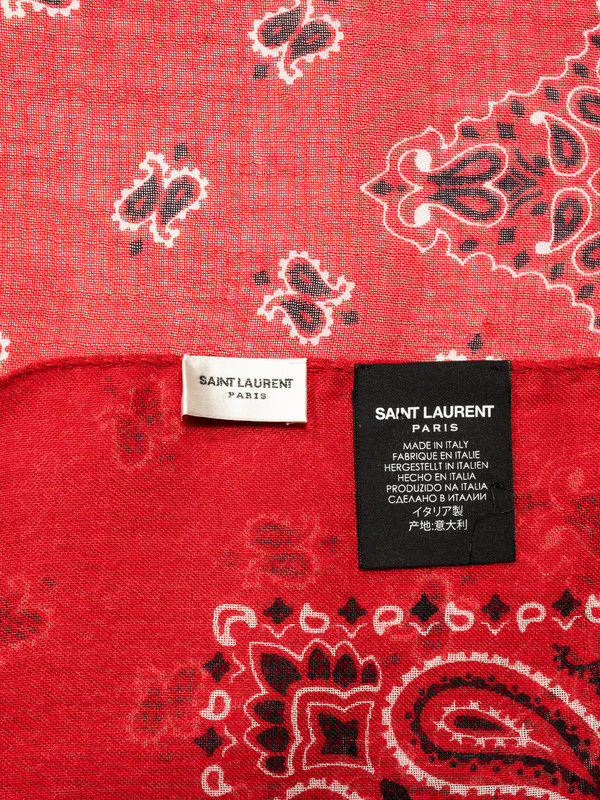 SAINT LAURENT
PARIS
SAINT LAURENT
PARIS
MADE IN ITALY
FABRIQUE EN ITALIE
HERGESTELLT IN ITALIEN
HECHO EN ITALIA
PRODUZIDO NA ITALIA
СДЕЛАНО В ИТАЛИИ
イタリア製
产地:意大利